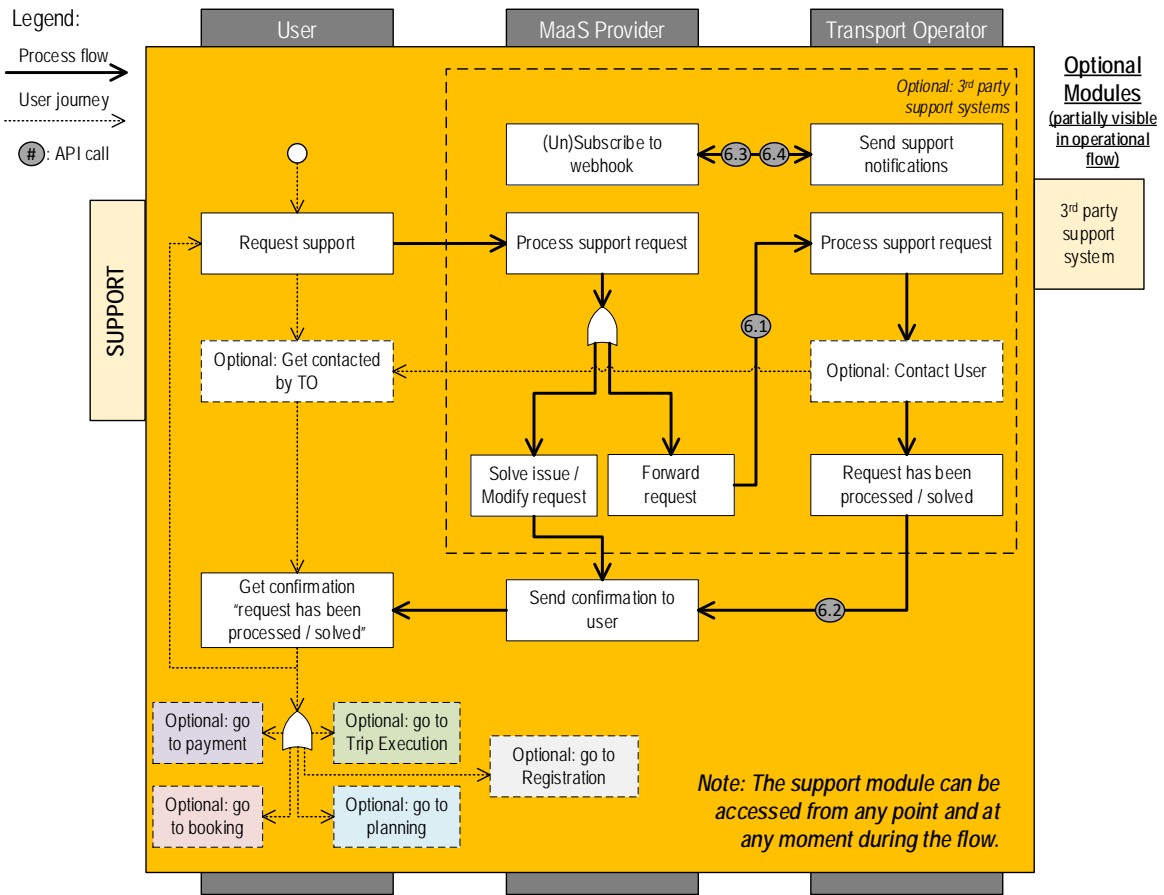 Legend:
Process flow
User journey
#: API call
User
MaaS Provider
Transport Operator
Optional: 3rd party
support systems
Optional
Modules
(partially visible
in operational
flow)
(Un)Subscribe to
webhook
6.3
6.4
Send support
notifications
3rd party
support
system
SUPPORT
Request support
Process support request
Process support request
6.1
Optional: Get contacted
by TO
Optional: Contact User
Solve issue /
Modify request
Forward
request
Request has been
processed / solved
Get confirmation
"request has been
processed / solved"
Send confirmation to
user
6.2
Optional: go
to payment
Optional: go to
Trip Execution
Optional: go to
Registration
Optional: go
to booking
Optional: go to
planning
Note: The support module can be
accessed from any point and at
any moment during the flow.